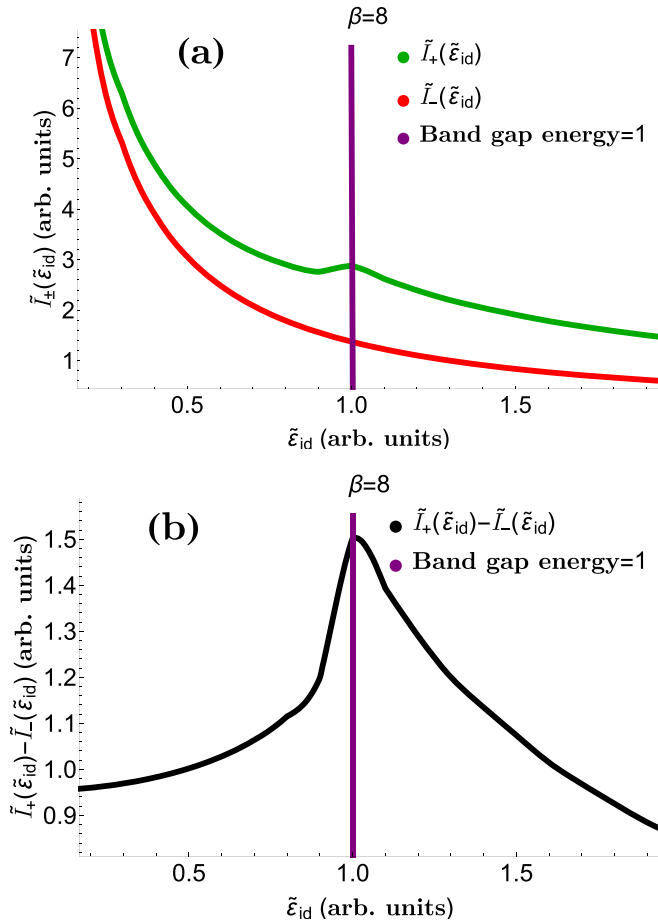 β=8
(a)
Ĩ₊(ε̃id)
Ĩ₋(ε̃id)
Band gap energy=1
Ĩ±(ε̃id) (arb. units)
7
6
5
4
3
2
1
0.5
1.0
1.5
ε̃id (arb. units)
β=8
(b)
Ĩ₊(ε̃id)−Ĩ₋(ε̃id)
Band gap energy=1
Ĩ₊(ε̃id)−Ĩ₋(ε̃id) (arb. units)
1.5
1.4
1.3
1.2
1.1
1.0
0.9
0.5
1.0
1.5
ε̃id (arb. units)